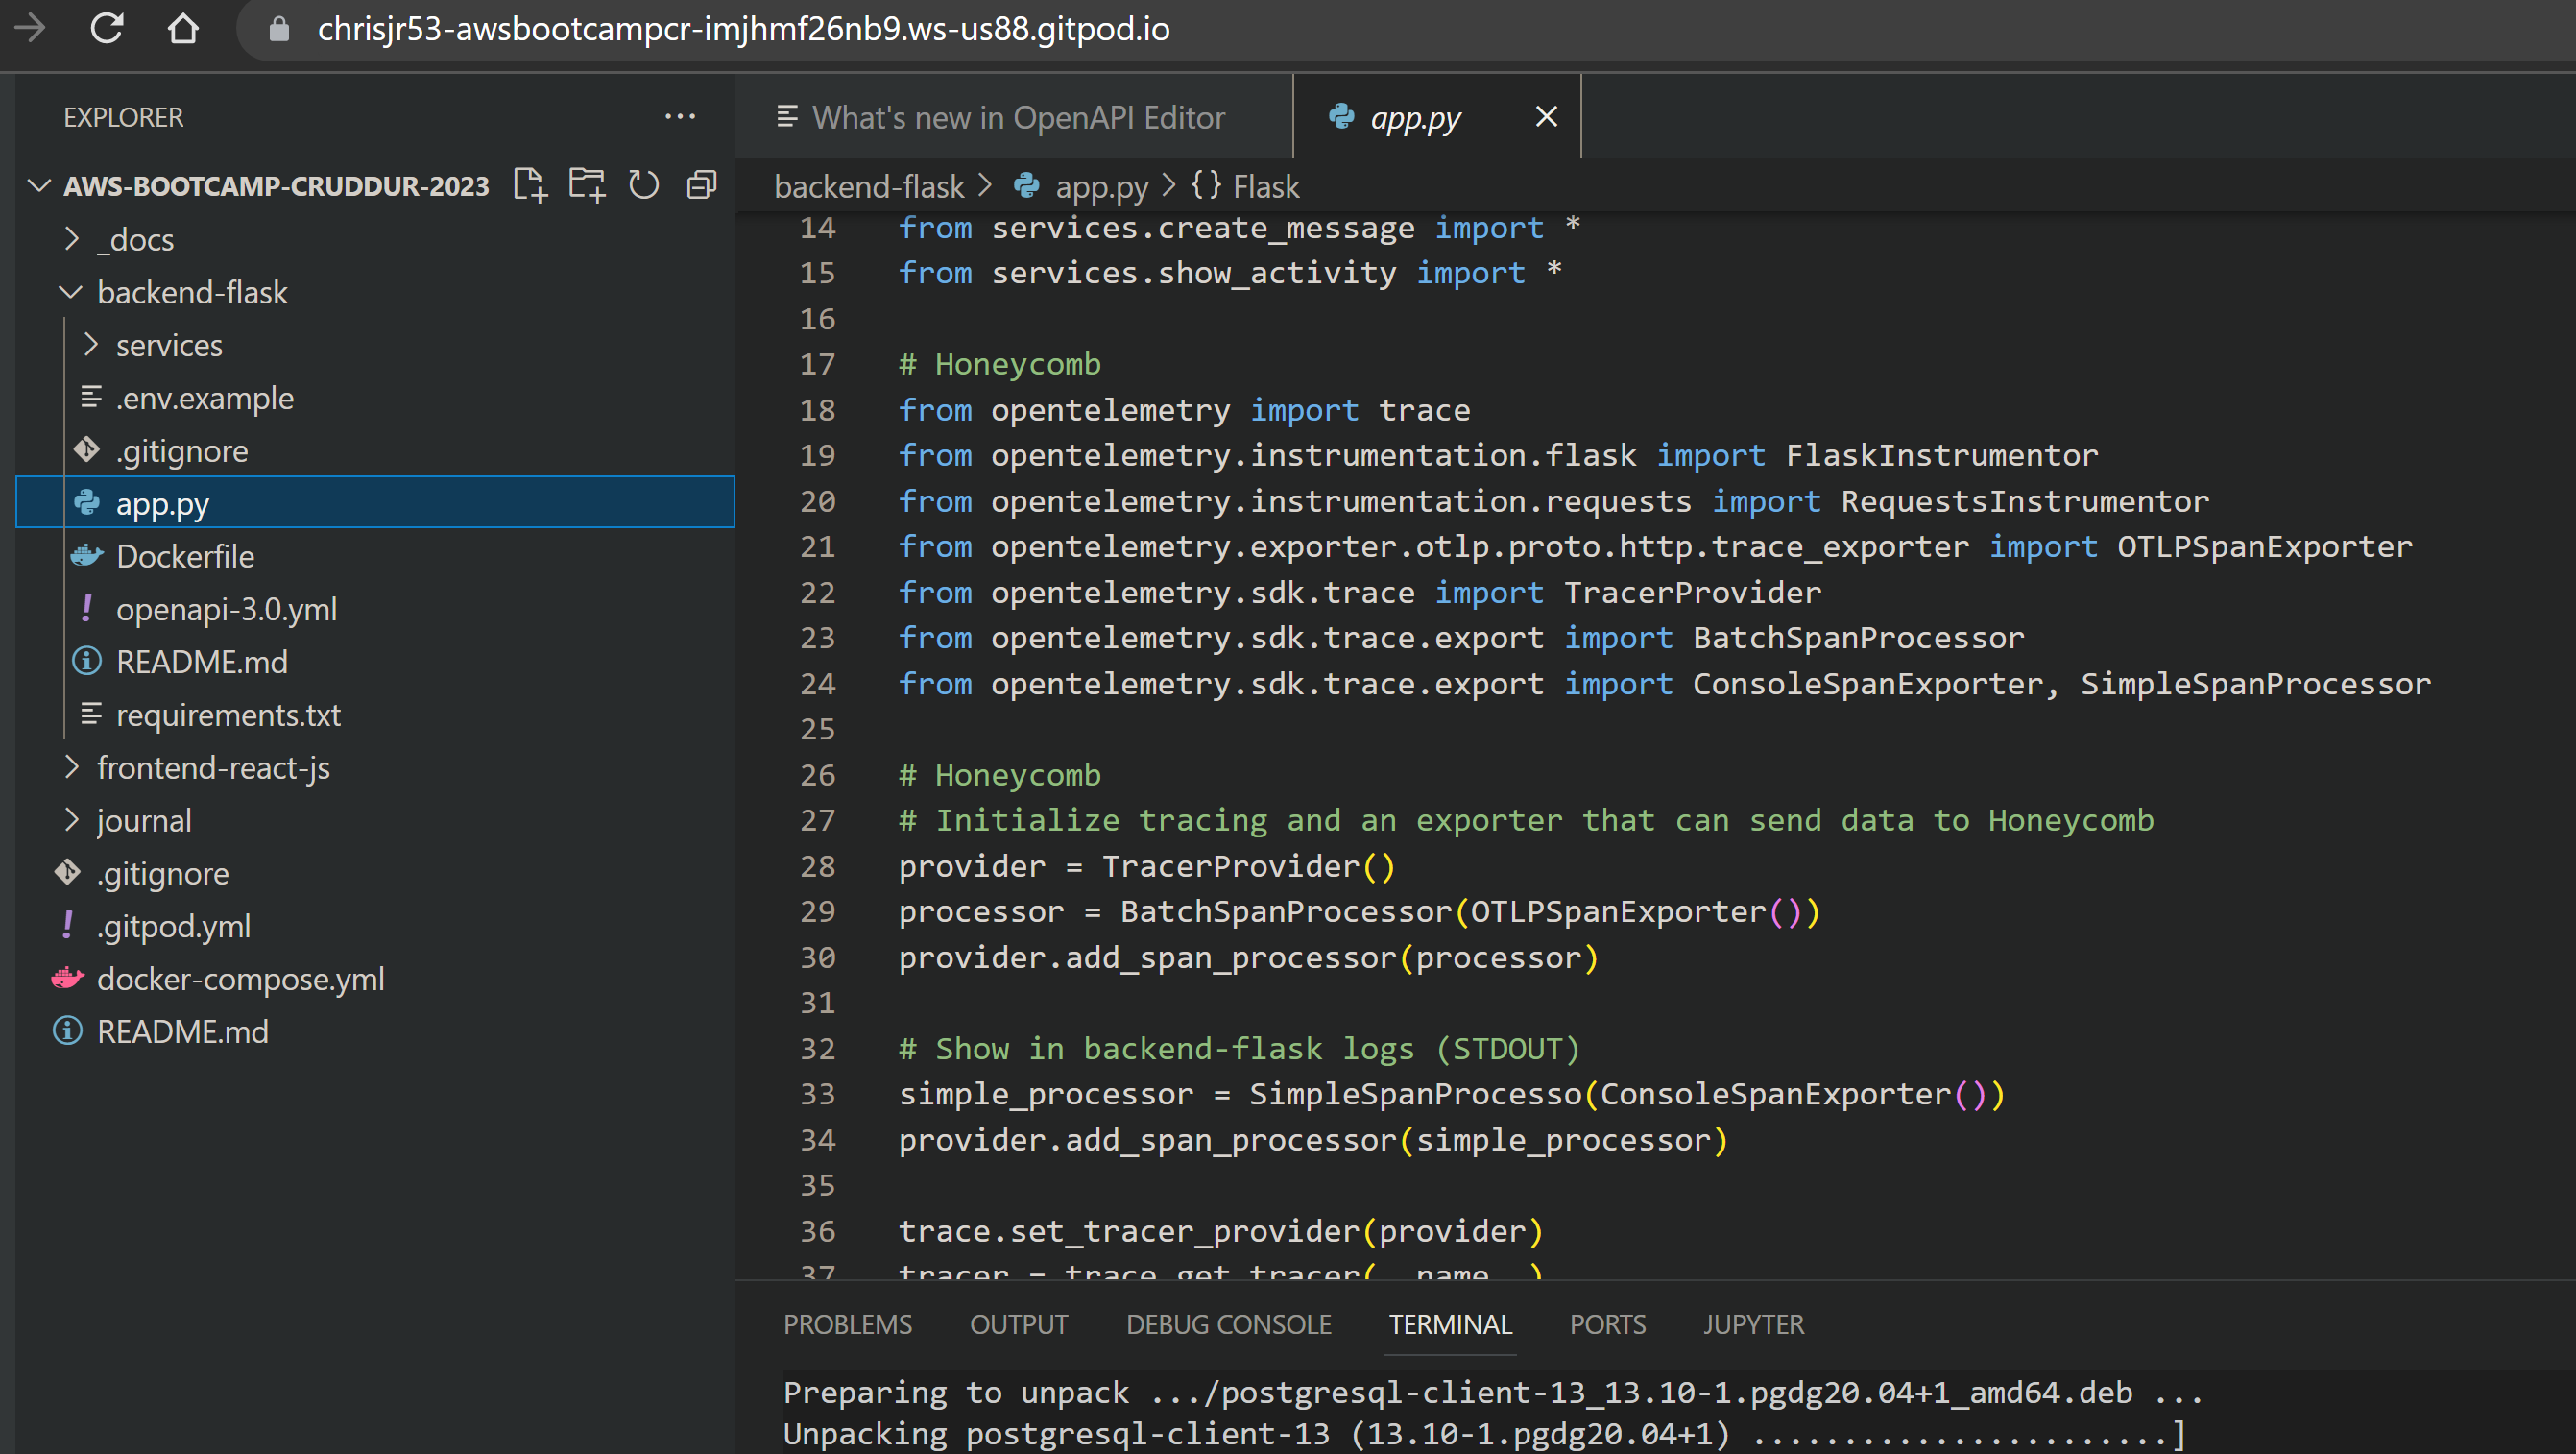 chrisjr53-awsbootcampcr-imjhmf26nb9.ws-us88.gitpod.io
EXPLORER
AWS-BOOTCAMP-CRUDDUR-2023
_docs
backend-flask
services
.env.example
.gitignore
app.py
Dockerfile
openapi-3.0.yml
README.md
requirements.txt
frontend-react-js
journal
.gitignore
.gitpod.yml
docker-compose.yml
README.md
What's new in OpenAPI Editor
app.py
backend-flask > app.py > {} Flask
14 from services.create_message import *
15 from services.show_activity import *
16
17 # Honeycomb
18 from opentelemetry import trace
19 from opentelemetry.instrumentation.flask import FlaskInstrumentor
20 from opentelemetry.instrumentation.requests import RequestsInstrumentor
21 from opentelemetry.exporter.otlp.proto.http.trace_exporter import OTLPSpanExporter
22 from opentelemetry.sdk.trace import TracerProvider
23 from opentelemetry.sdk.trace.export import BatchSpanProcessor
24 from opentelemetry.sdk.trace.export import ConsoleSpanExporter, SimpleSpanProcessor
25
26 # Honeycomb
27 # Initialize tracing and an exporter that can send data to Honeycomb
28 provider = TracerProvider()
29 processor = BatchSpanProcessor(OTLPSpanExporter())
30 provider.add_span_processor(processor)
31
32 # Show in backend-flask logs (STDOUT)
33 simple_processor = SimpleSpanProcesso(ConsoleSpanExporter())
34 provider.add_span_processor(simple_processor)
35
36 trace.set_tracer_provider(provider)
37 tracer = trace.get_tracer(__name__)
PROBLEMS OUTPUT DEBUG CONSOLE TERMINAL PORTS JUPYTER
Preparing to unpack .../postgresql-client-13_13.10-1.pgdg20.04+1_amd64.deb ...
Unpacking postgresql-client-13 (13.10-1.pgdg20.04+1) .......................]